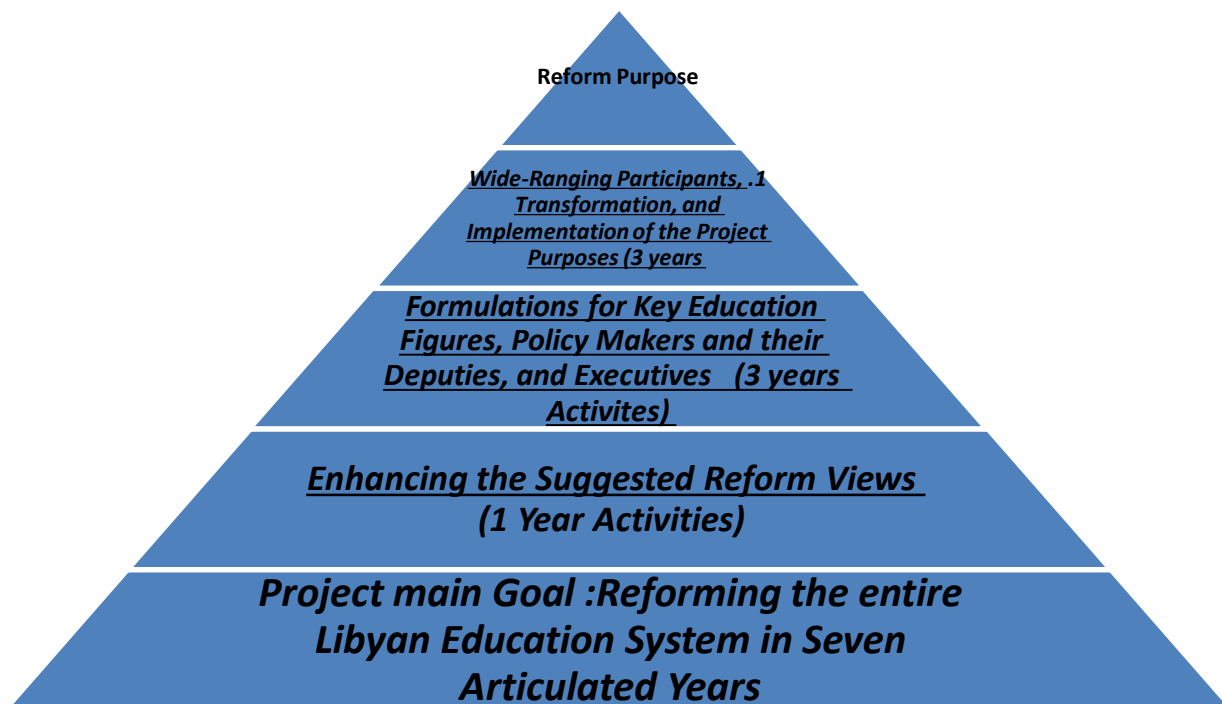 Reform Purpose
Wide-Ranging Participants, .1
Transformation, and
Implementation of the Project
Purposes (3 years
Formulations for Key Education
Figures, Policy Makers and their
Deputies, and Executives (3 years
Activites)
Enhancing the Suggested Reform Views
(1 Year Activities)
Project main Goal :Reforming the entire
Libyan Education System in Seven
Articulated Years